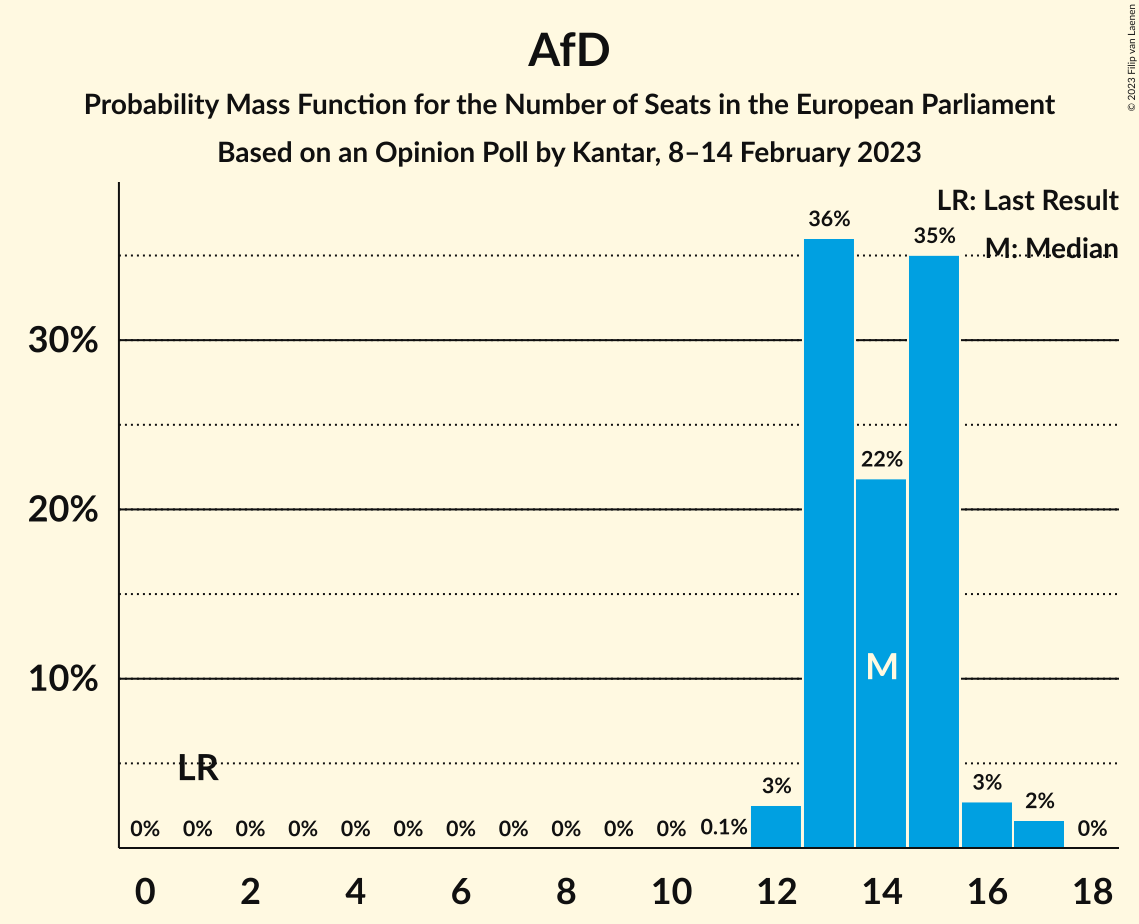 AfD
Probability Mass Function for the Number of Seats in the European Parliament
Based on an Opinion Poll by Kantar, 8–14 February 2023
© 2023 Filip van Laenen
LR: Last Result
M: Median
36%
35%
30%
22%
20%
M
10%
LR
0% 0% 0% 0% 0% 0% 0% 0% 0% 0% 0% 0.1% 3% 3% 2% 0%
0 2 4 6 8 10 12 14 16 18